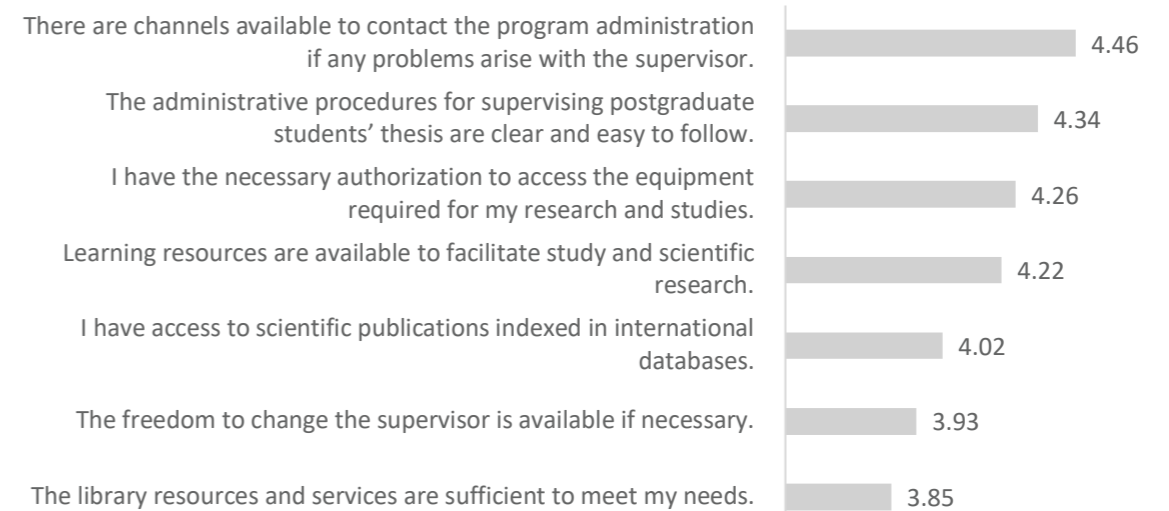 There are channels available to contact the program administration
if any problems arise with the supervisor.
4.46
The administrative procedures for supervising postgraduate
students’ thesis are clear and easy to follow.
4.34
I have the necessary authorization to access the equipment
required for my research and studies.
4.26
Learning resources are available to facilitate study and scientific
research.
4.22
I have access to scientific publications indexed in international
databases.
4.02
The freedom to change the supervisor is available if necessary.
3.93
The library resources and services are sufficient to meet my needs.
3.85